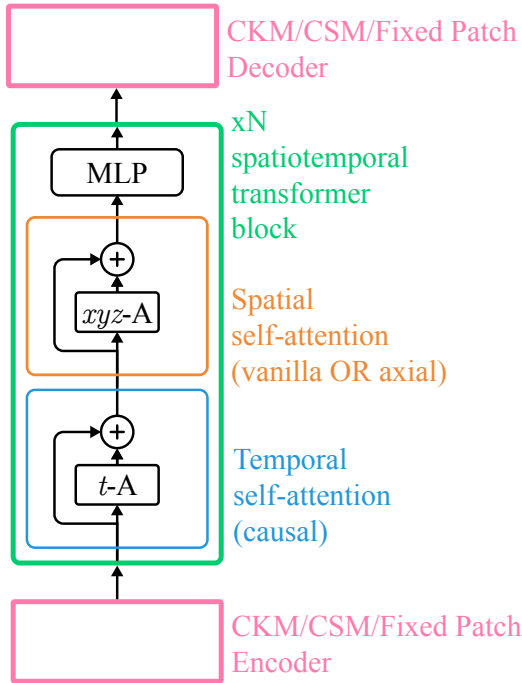 CKM/CSM/Fixed Patch
Decoder
xN
spatiotemporal
transformer
block
MLP
+
xyz-A
Spatial
self-attention
(vanilla OR axial)
+
t-A
Temporal
self-attention
(causal)
CKM/CSM/Fixed Patch
Encoder